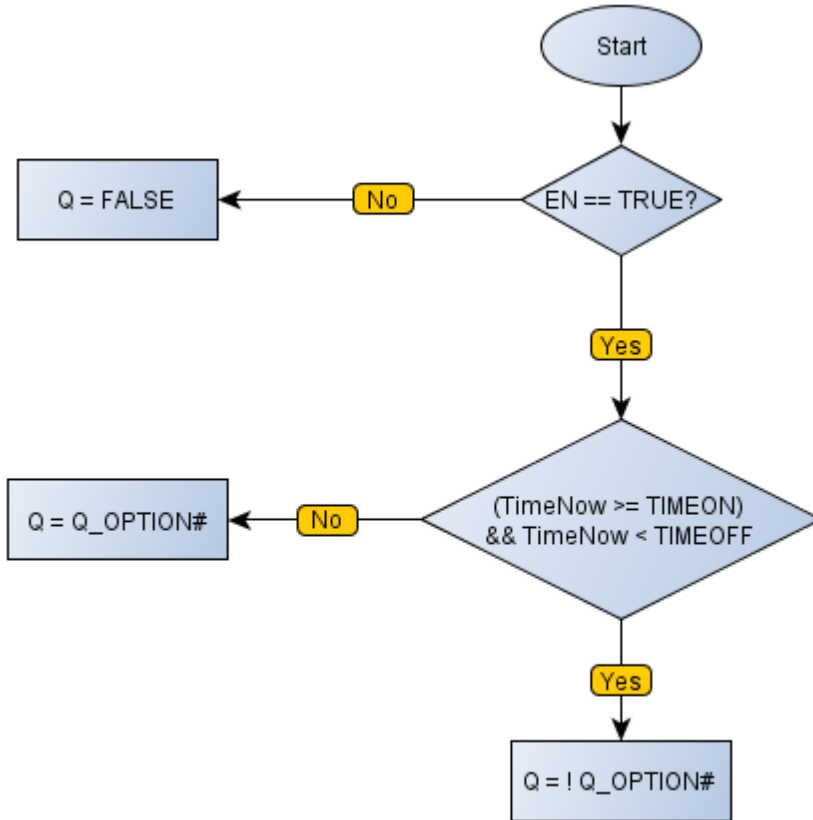 Start
EN == TRUE?
No
Q = FALSE
Yes
(TimeNow >= TIMEON)
&& TimeNow < TIMEOFF
No
Q = Q_OPTION#
Yes
Q = ! Q_OPTION#